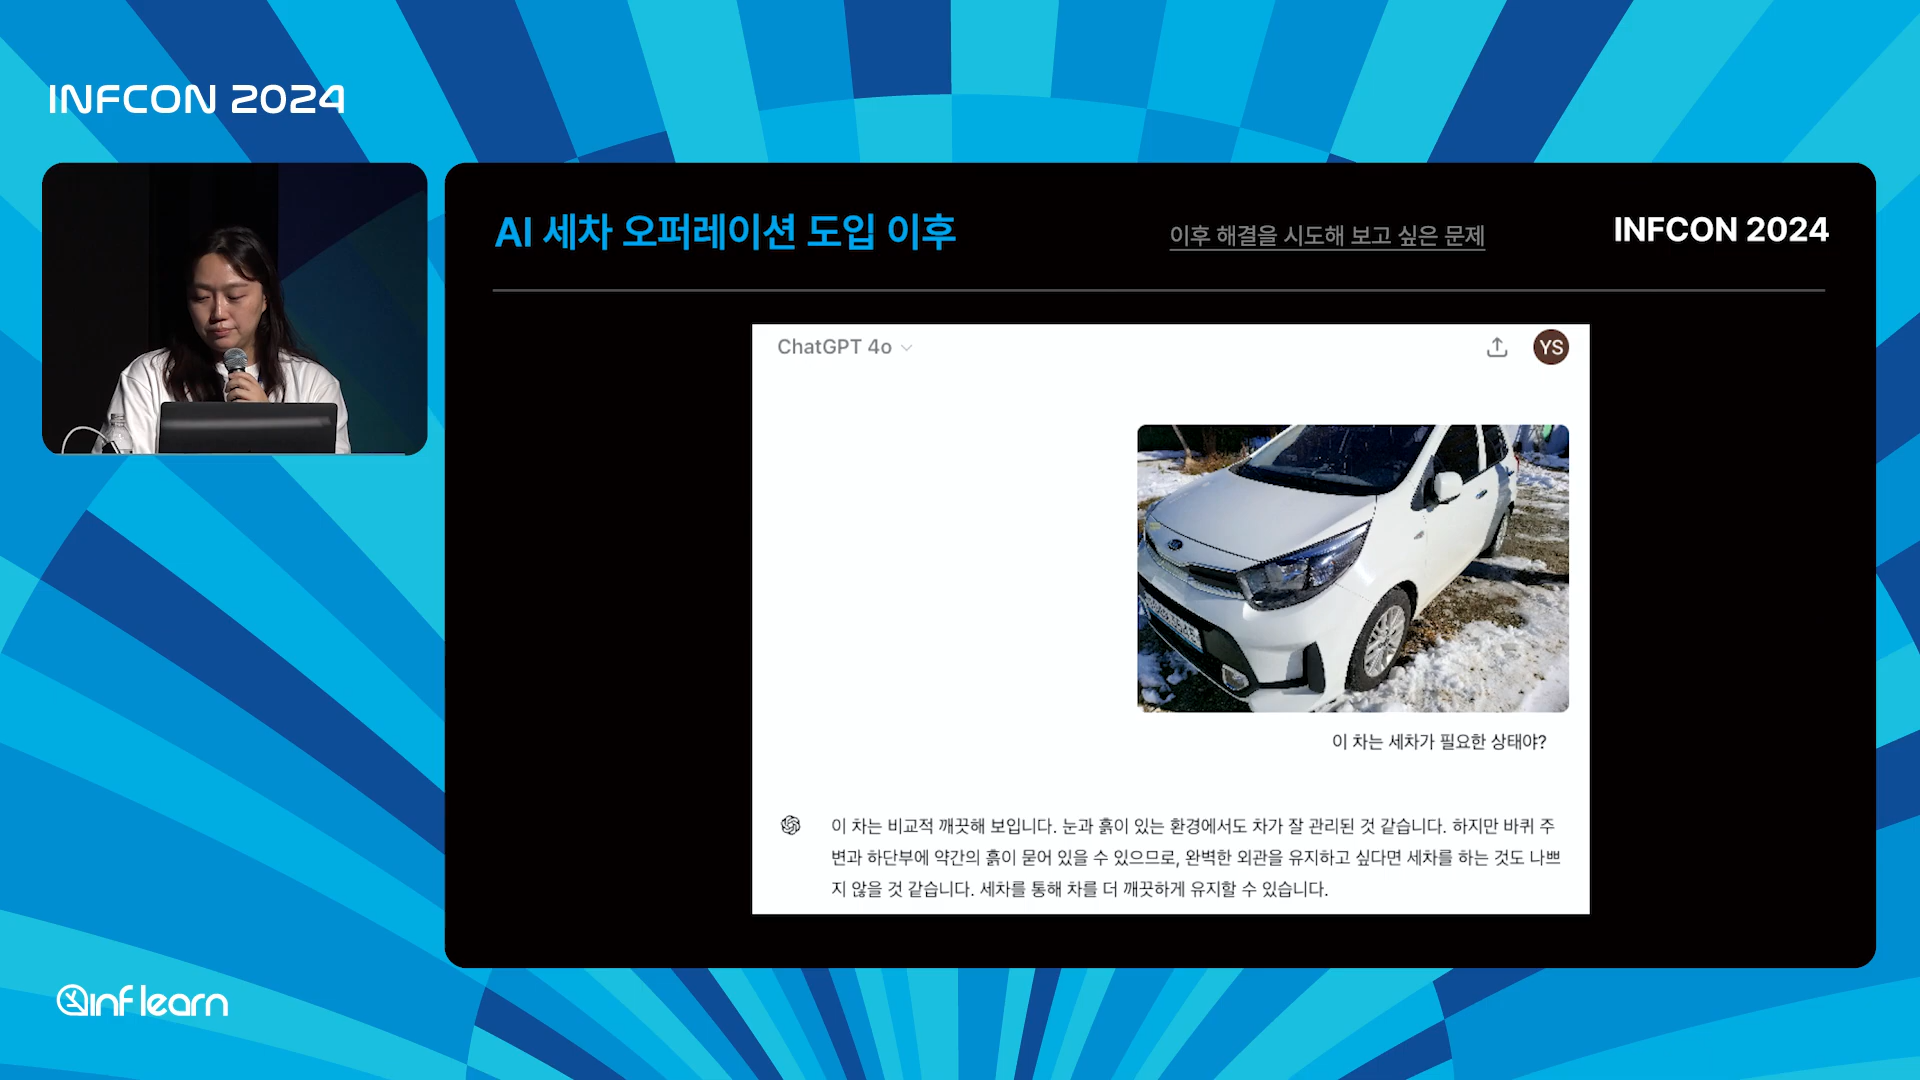 INFCON 2024
AI 세차 오퍼레이션 도입 이후
이후 해결을 시도해 보고 싶은 문제
INFCON 2024
ChatGPT 4o
YS
이 차는 세차가 필요한 상태야?
이 차는 비교적 깨끗해 보입니다. 눈과 흙이 있는 환경에서도 차가 잘 관리된 것 같습니다. 하지만 바퀴 주
변과 하단부에 약간의 흙이 묻어 있을 수 있으므로, 완벽한 외관을 유지하고 싶다면 세차를 하는 것도 나쁘
지 않을 것 같습니다. 세차를 통해 차를 더 깨끗하게 유지할 수 있습니다.
inflearn